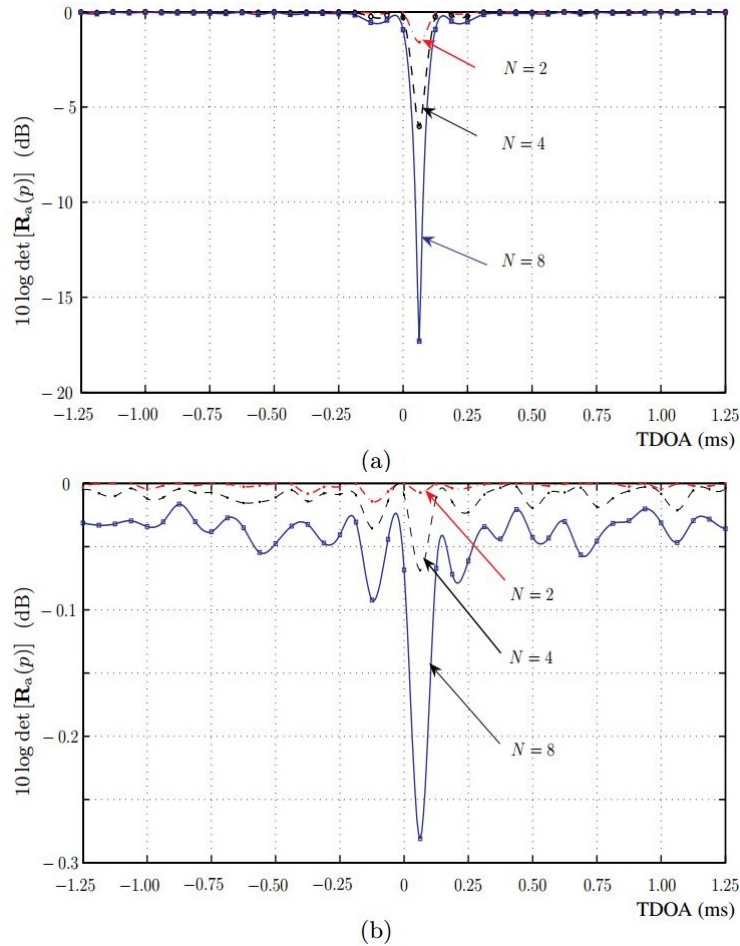 0
−5
−10
−15
−20
10 log det [Rₐ(p)] (dB)
N = 2
N = 4
N = 8
−1.25 −1.00 −0.75 −0.50 −0.25 0 0.25 0.50 0.75 1.00 1.25
TDOA (ms)
(a)
0
−0.1
−0.2
−0.3
10 log det [Rₐ(p)] (dB)
N = 2
N = 4
N = 8
−1.25 −1.00 −0.75 −0.50 −0.25 0 0.25 0.50 0.75 1.00 1.25
TDOA (ms)
(b)